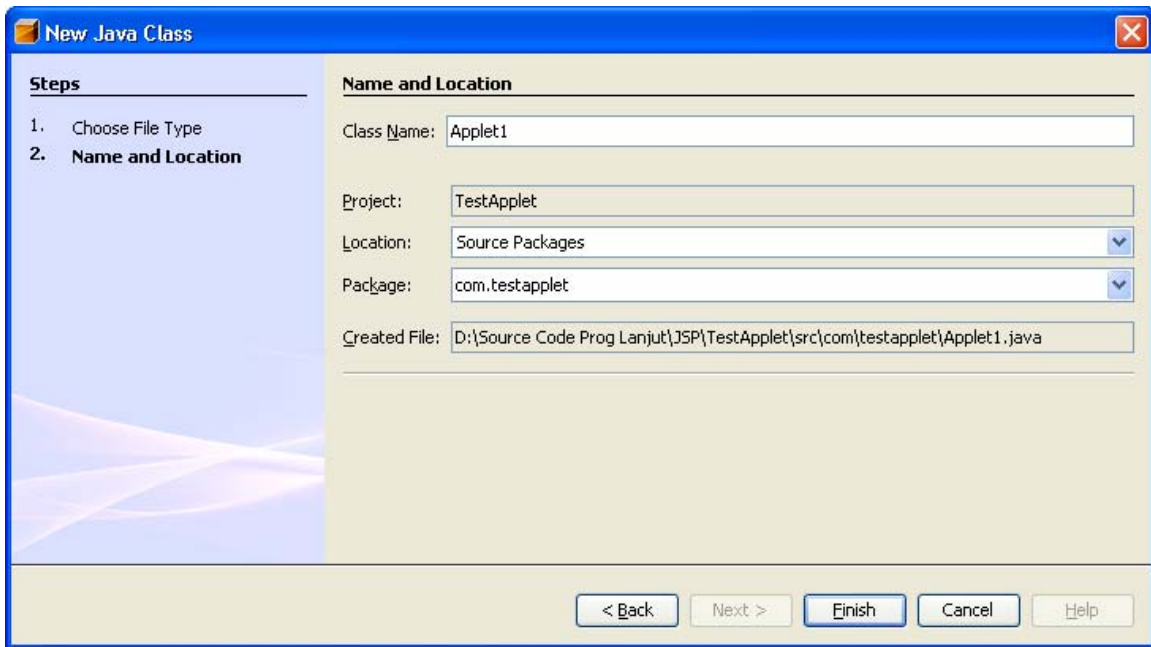 New Java Class
Steps
1. Choose File Type
2. Name and Location
Name and Location
Class Name: Applet1
Project: TestApplet
Location: Source Packages
Package: com.testapplet
Created File: D:\Source Code Prog Lanjut\JSP\TestApplet\src\com\testapplet\Applet1.java
< Back Next > Finish Cancel Help